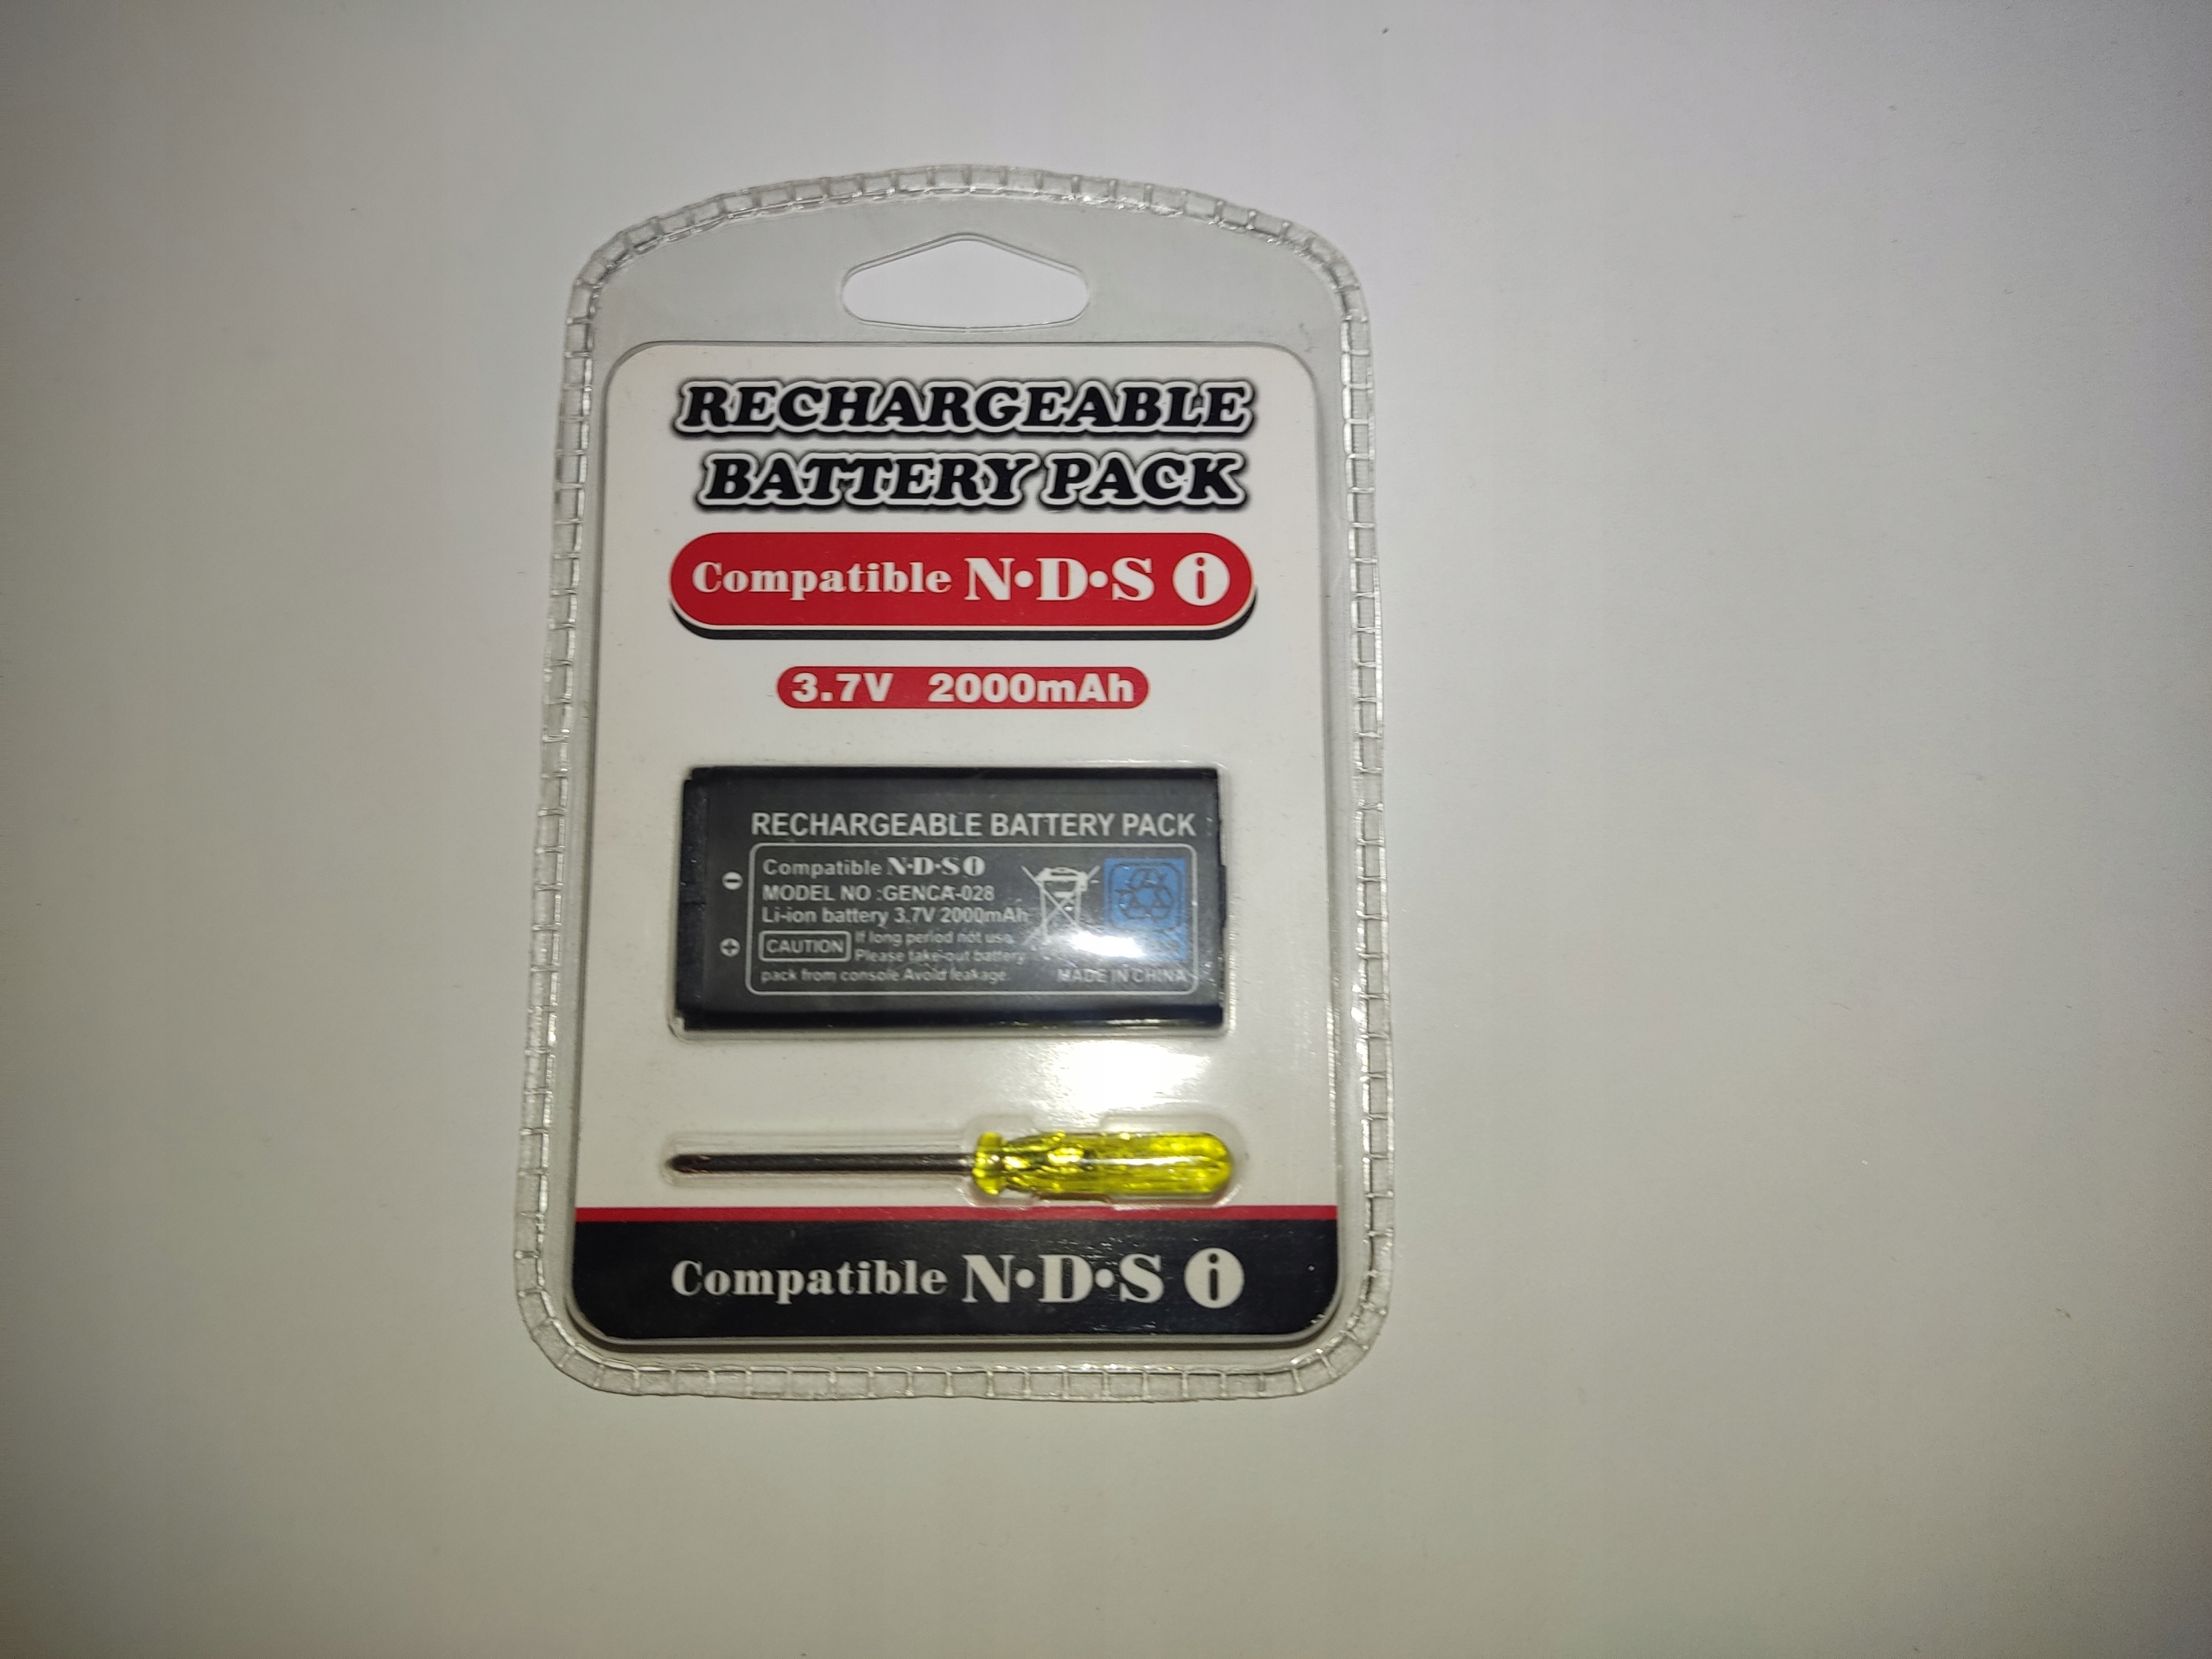 RECHARGEABLE
BATTERY PACK
Compatible N•D•S i
3.7V 2000mAh
RECHARGEABLE BATTERY PACK
Compatible N·D·S i
MODEL NO :GENCA-028
Li-ion battery 3.7V 2000mAh
CAUTION If long period not use.
Please take-out battery
pack from console.Avoid leakage.
MADE IN CHINA
Compatible N•D•S i